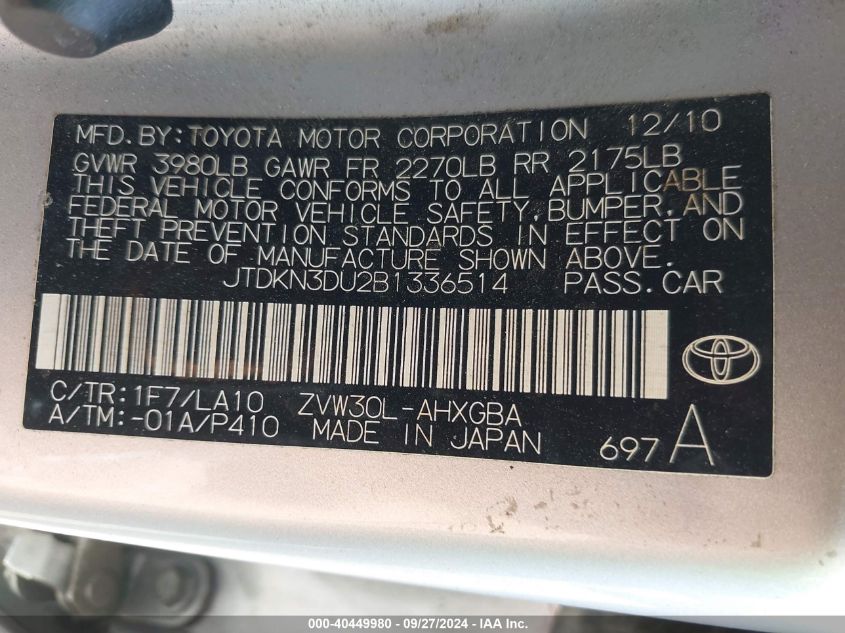 MFD. BY: TOYOTA MOTOR CORPORATION 12/10
GVWR 3980LB GAWR FR 2270LB RR 2175LB
THIS VEHICLE CONFORMS TO ALL APPLICABLE
FEDERAL MOTOR VEHICLE SAFETY, BUMPER, AND
THEFT PREVENTION STANDARDS IN EFFECT ON
THE DATE OF MANUFACTURE SHOWN ABOVE.
JTDKN3DU2B1336514 PASS. CAR
C/TR: 1F7/LA10 ZVW30L-AHXGBA
A/TM: -01A/P410 MADE IN JAPAN
697 A
000-40449980 - 09/27/2024 - IAA Inc.